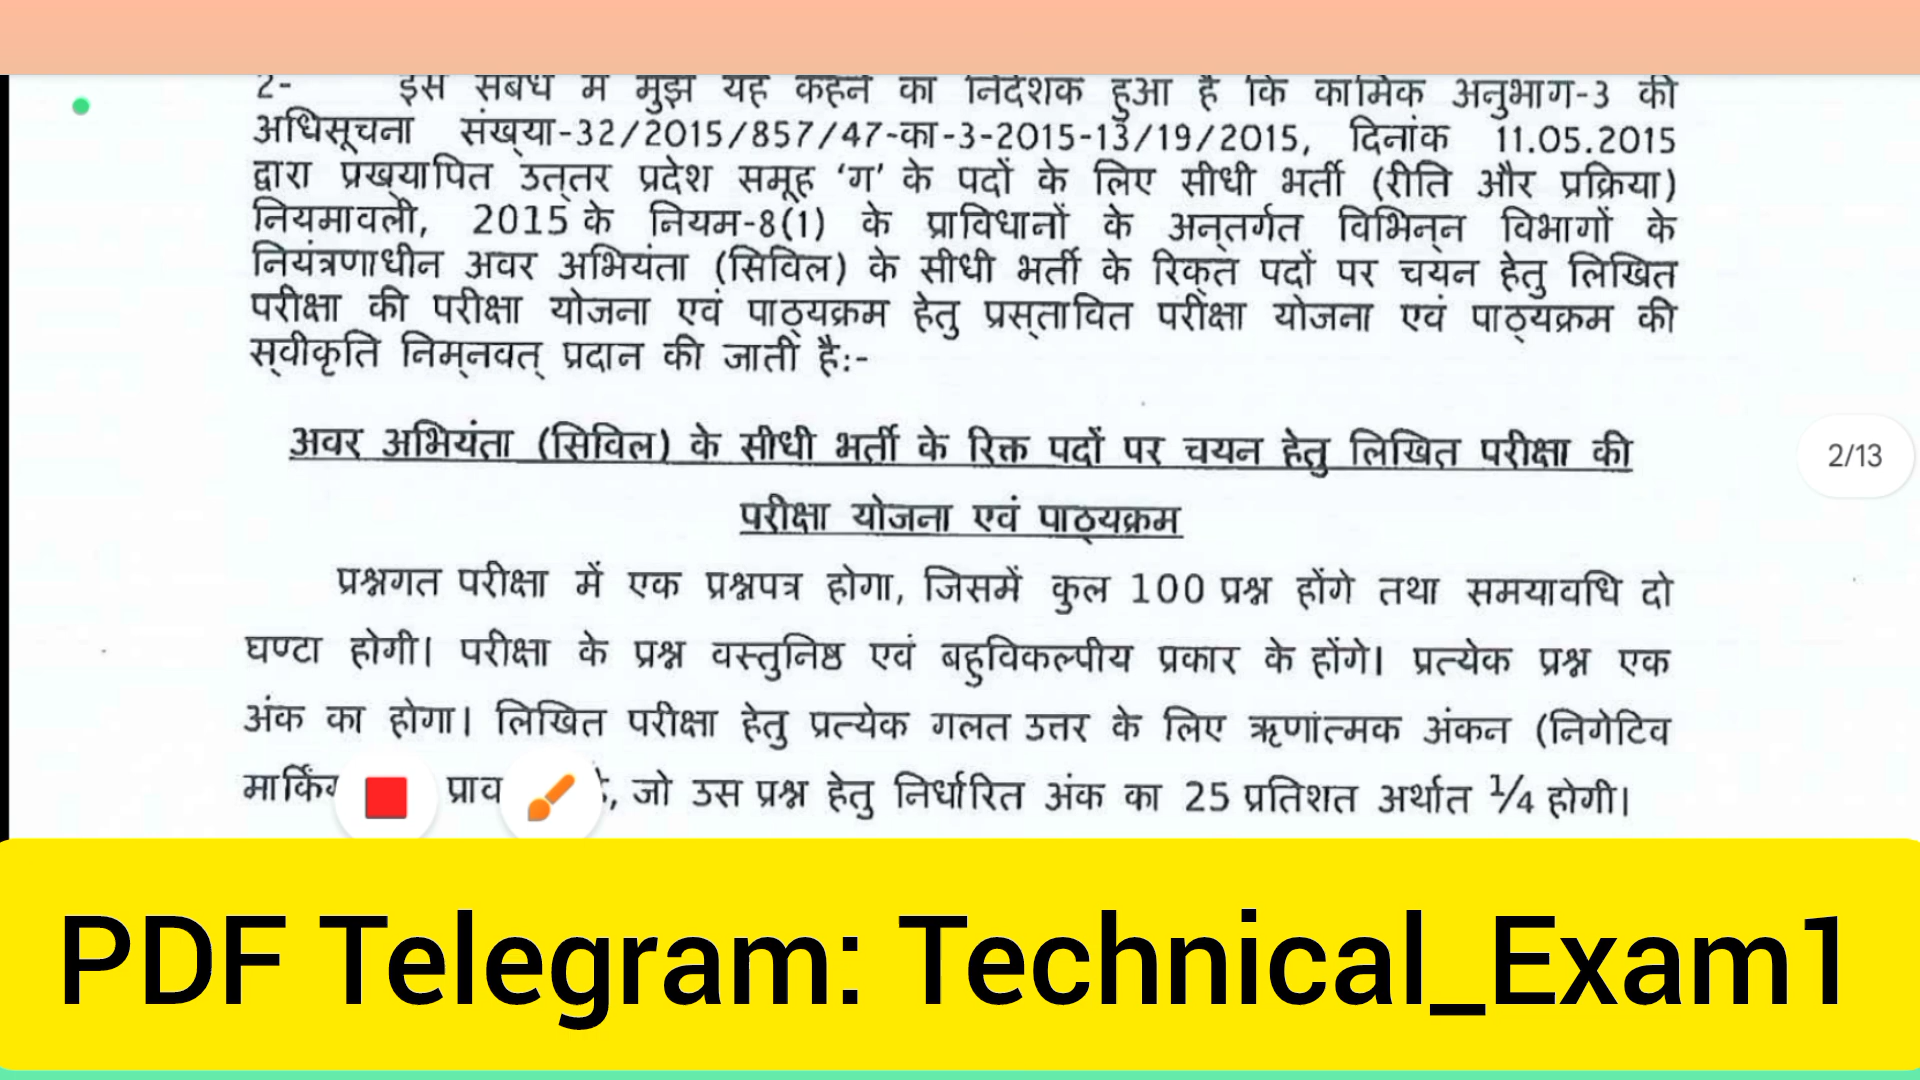 2- इस संबंध में मुझे यह कहने का निर्देशक हुआ है कि कार्मिक अनुभाग-3 की
अधिसूचना संख्या-32/2015/857/47-का-3-2015-13/19/2015, दिनांक 11.05.2015
द्वारा प्रख्यापित उत्तर प्रदेश समूह 'ग' के पदों के लिए सीधी भर्ती (रीति और प्रक्रिया)
नियमावली, 2015 के नियम-8(1) के प्राविधानों के अन्तर्गत विभिन्न विभागों के
नियंत्रणाधीन अवर अभियंता (सिविल) के सीधी भर्ती के रिक्त पदों पर चयन हेतु लिखित
परीक्षा की परीक्षा योजना एवं पाठ्यक्रम हेतु प्रस्तावित परीक्षा योजना एवं पाठ्यक्रम की
स्वीकृति निम्नवत् प्रदान की जाती है:-
अवर अभियंता (सिविल) के सीधी भर्ती के रिक्त पदों पर चयन हेतु लिखित परीक्षा की
परीक्षा योजना एवं पाठ्यक्रम
2/13
प्रश्नगत परीक्षा में एक प्रश्नपत्र होगा, जिसमें कुल 100 प्रश्न होंगे तथा समयावधि दो
घण्टा होगी। परीक्षा के प्रश्न वस्तुनिष्ठ एवं बहुविकल्पीय प्रकार के होंगे। प्रत्येक प्रश्न एक
अंक का होगा। लिखित परीक्षा हेतु प्रत्येक गलत उत्तर के लिए ऋणांत्मक अंकन (निगेटिव
जो उस प्रश्न हेतु निर्धारित अंक का 25 प्रतिशत अर्थात ¼ होगी।
PDF Telegram: Technical_Exam1